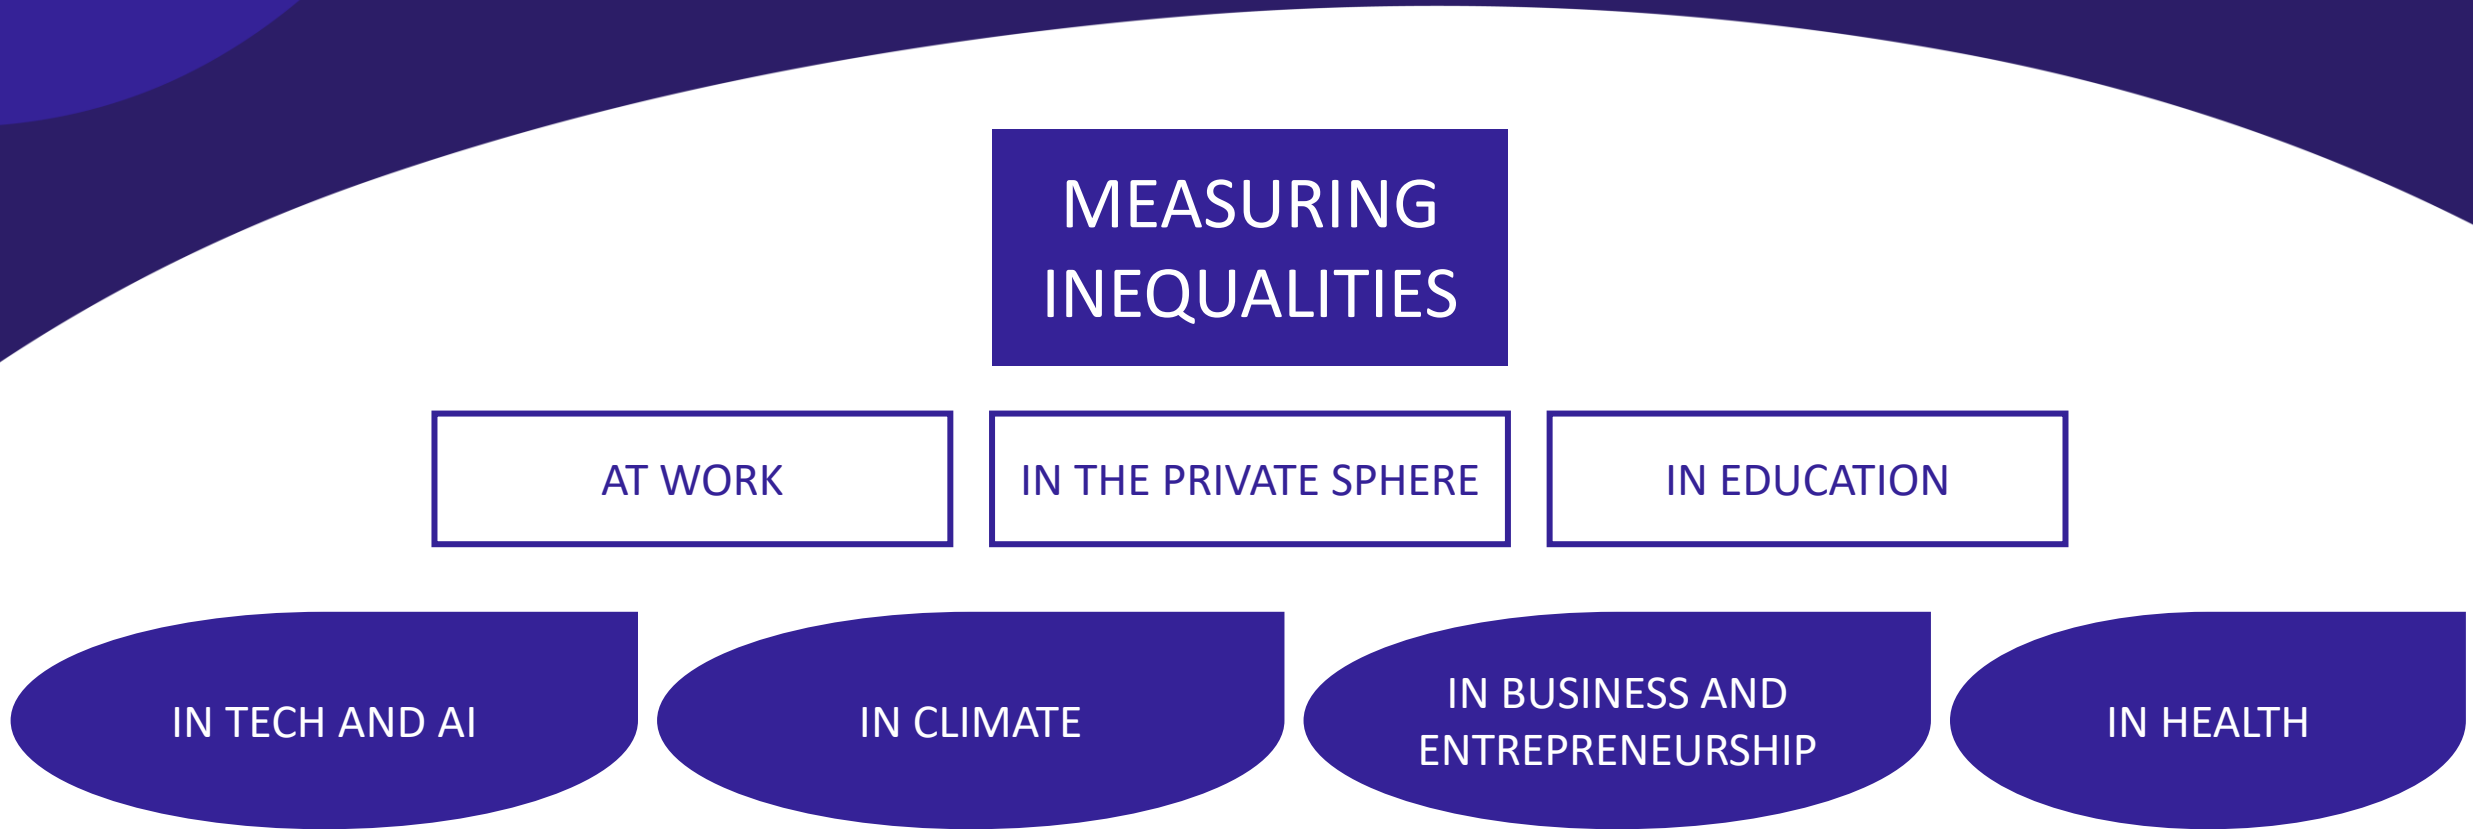 MEASURING
INEQUALITIES
AT WORK
IN THE PRIVATE SPHERE
IN EDUCATION
IN TECH AND AI
IN CLIMATE
IN BUSINESS AND
ENTREPRENEURSHIP
IN HEALTH